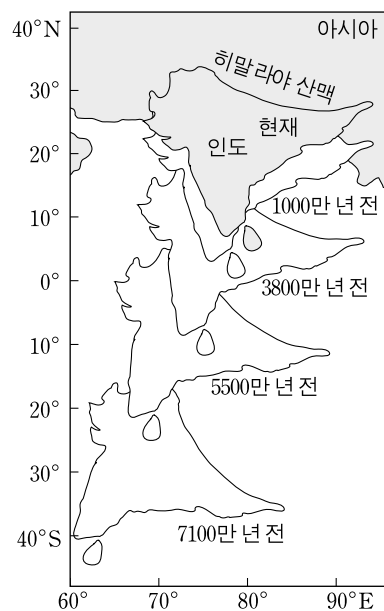 40°N
아시아
히말라야 산맥
30°
현재
인도
20°
1000만 년 전
10°
3800만 년 전
0°
10°
5500만 년 전
20°
30°
7100만 년 전
40°S
60° 70° 80° 90°E